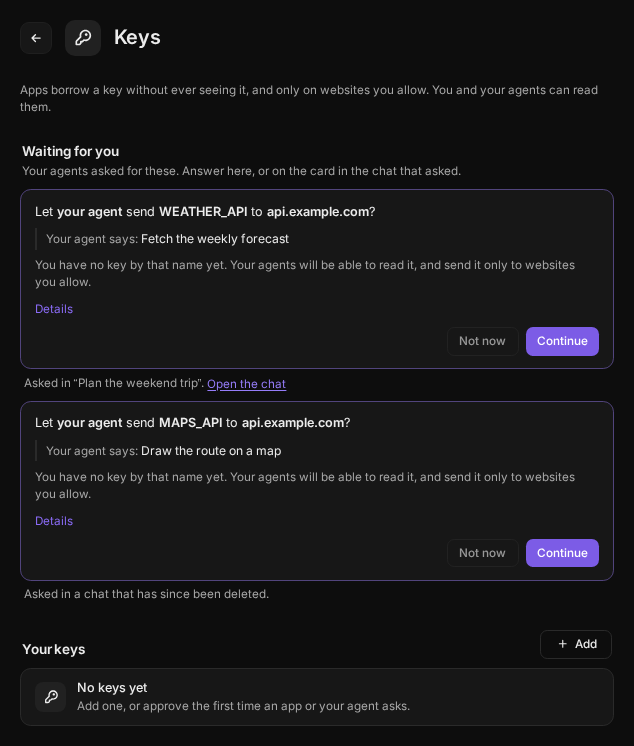 Keys
Apps borrow a key without ever seeing it, and only on websites you allow. You and your agents can read
them.
Waiting for you
Your agents asked for these. Answer here, or on the card in the chat that asked.
Let your agent send WEATHER_API to api.example.com?
Your agent says: Fetch the weekly forecast
You have no key by that name yet. Your agents will be able to read it, and send it only to websites
you allow.
Details
Not now
Continue
Asked in "Plan the weekend trip". Open the chat
Let your agent send MAPS_API to api.example.com?
Your agent says: Draw the route on a map
You have no key by that name yet. Your agents will be able to read it, and send it only to websites
you allow.
Details
Not now
Continue
Asked in a chat that has since been deleted.
Your keys
+ Add
No keys yet
Add one, or approve the first time an app or your agent asks.